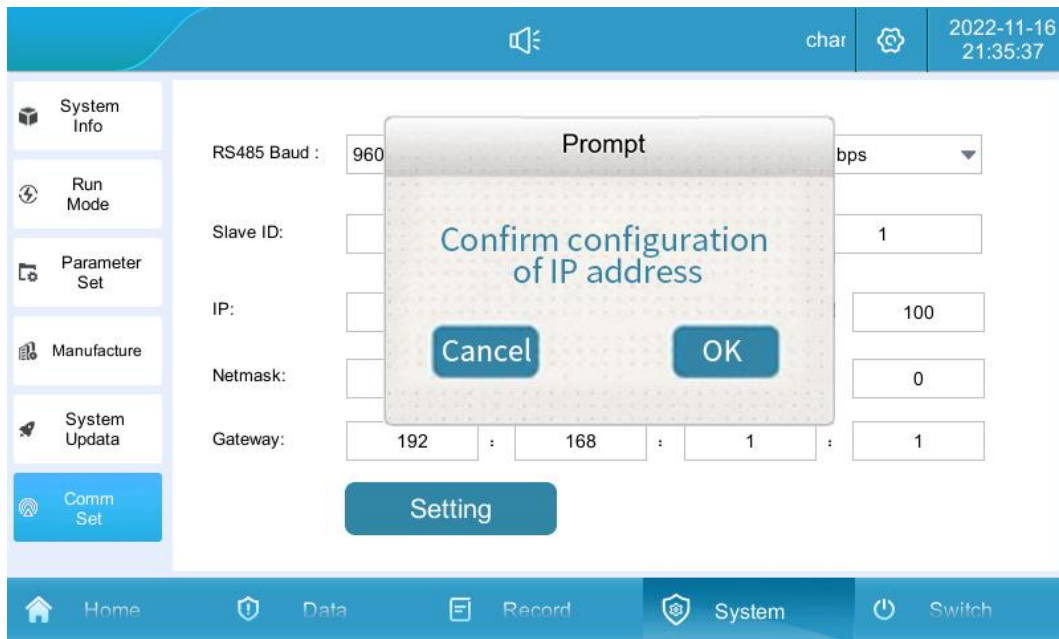 char
2022-11-16
21:35:37
System
Info
Run
Mode
Parameter
Set
Manufacture
System
Updata
Comm
Set
RS485 Baud :
960
bps
Slave ID:
1
IP:
100
Netmask:
0
Gateway:
192 : 168 : 1 : 1
Setting
Prompt
Confirm configuration
of IP address
Cancel OK
Home Data Record System Switch